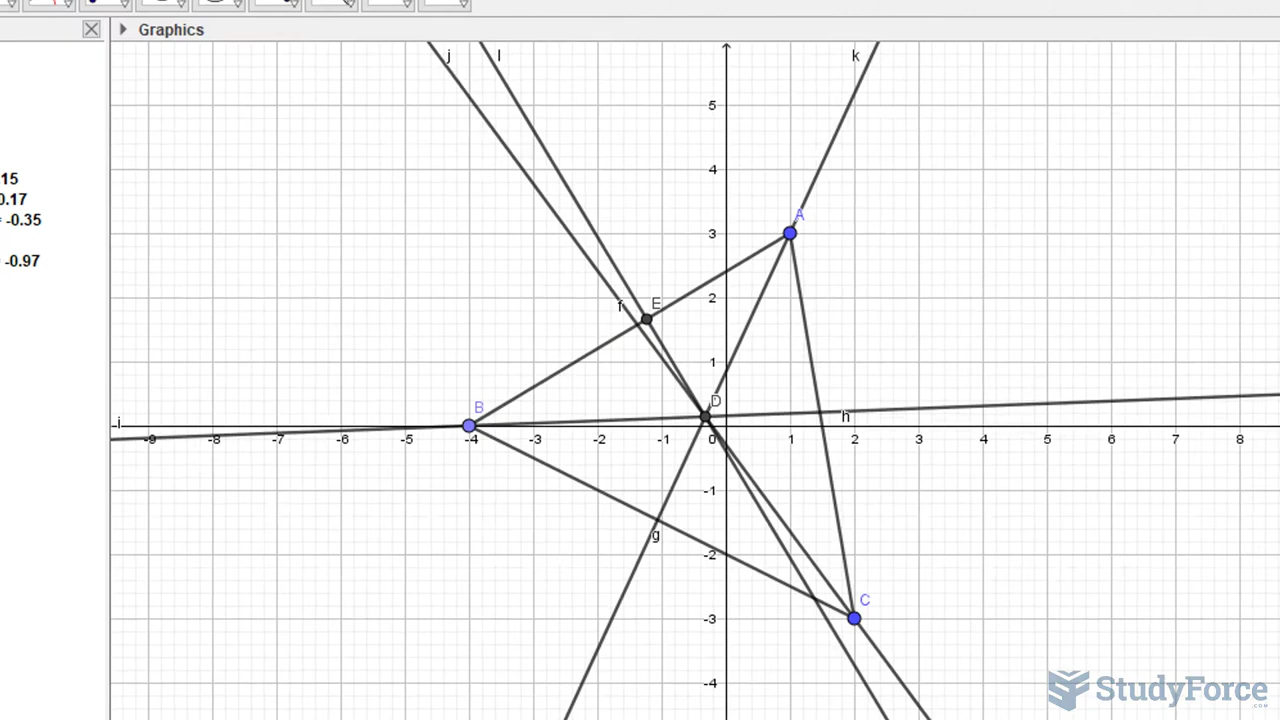 Graphics
j
l
k
5
15
4
0.17
A
= -0.35
3
-0.97
E
2
f
1
B
D
h
i
-9 -8 -7 -6 -5 -4 -3 -2 -1 0 1 2 3 4 5 6 7 8
-1
g
-2
C
-3
-4
StudyForce
.COM